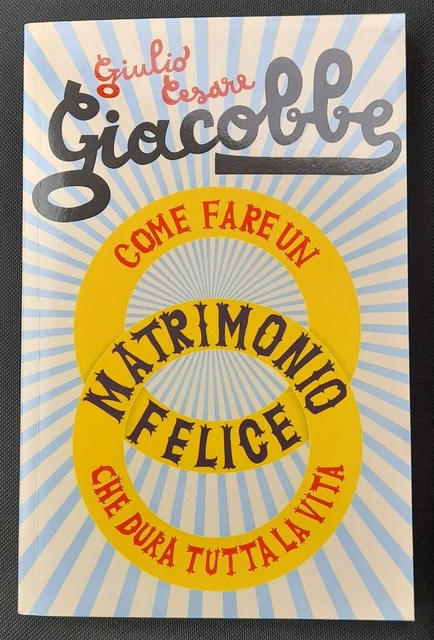 Giulio
Cesare
Giacobbe
COME FARE UN
MATRIMONIO
FELICE
CHE DURA TUTTA LA VITA